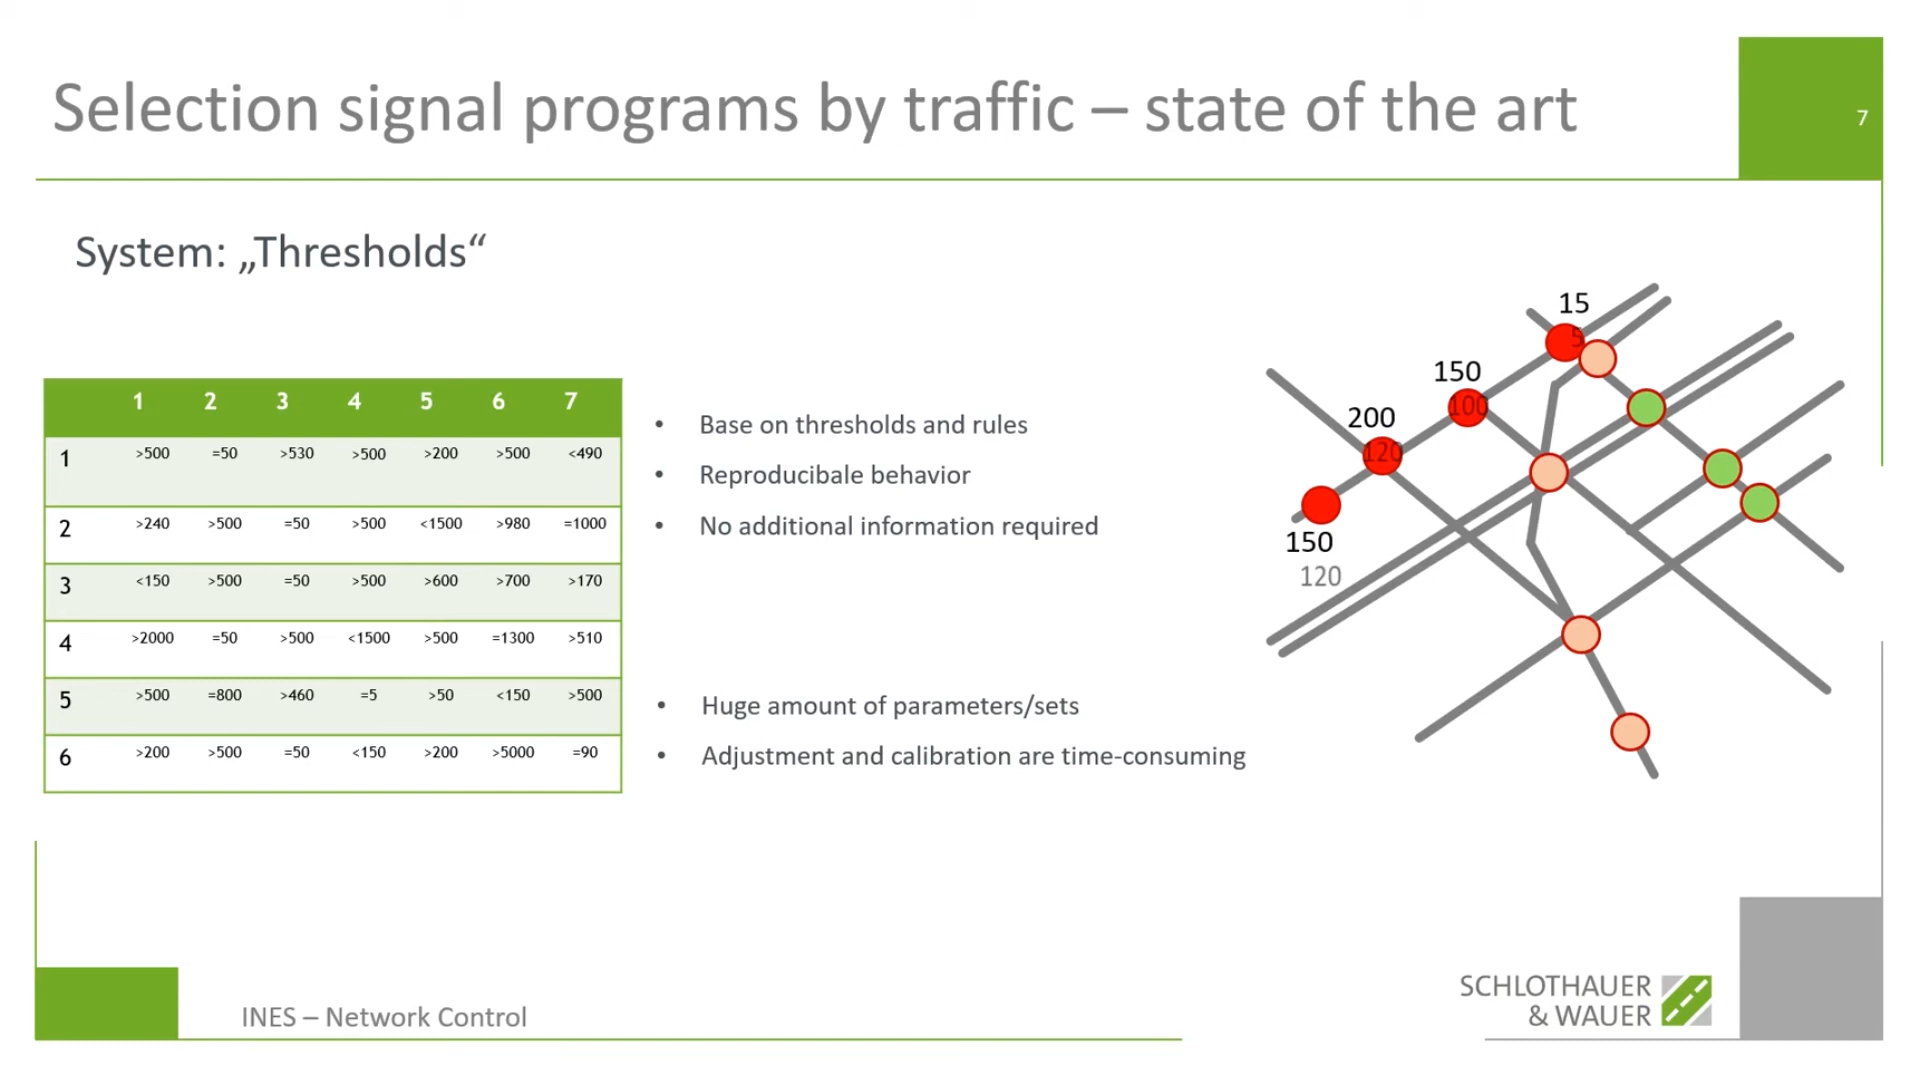 Selection signal programs by traffic – state of the art
7
System: „Thresholds“
1 2 3 4 5 6 7
1 >500 =50 >530 >500 >200 >500 <490
2 >240 >500 =50 >500 <1500 >980 =1000
3 <150 >500 =50 >500 >600 >700 >170
4 >2000 =50 >500 <1500 >500 =1300 >510
5 >500 =800 >460 =5 >50 <150 >500
6 >200 >500 =50 <150 >200 >5000 =90
• Base on thresholds and rules
• Reproducibale behavior
• No additional information required
• Huge amount of parameters/sets
• Adjustment and calibration are time-consuming
15
5
150
100
200
120
150
120
INES – Network Control
SCHLOTHAUER
& WAUER